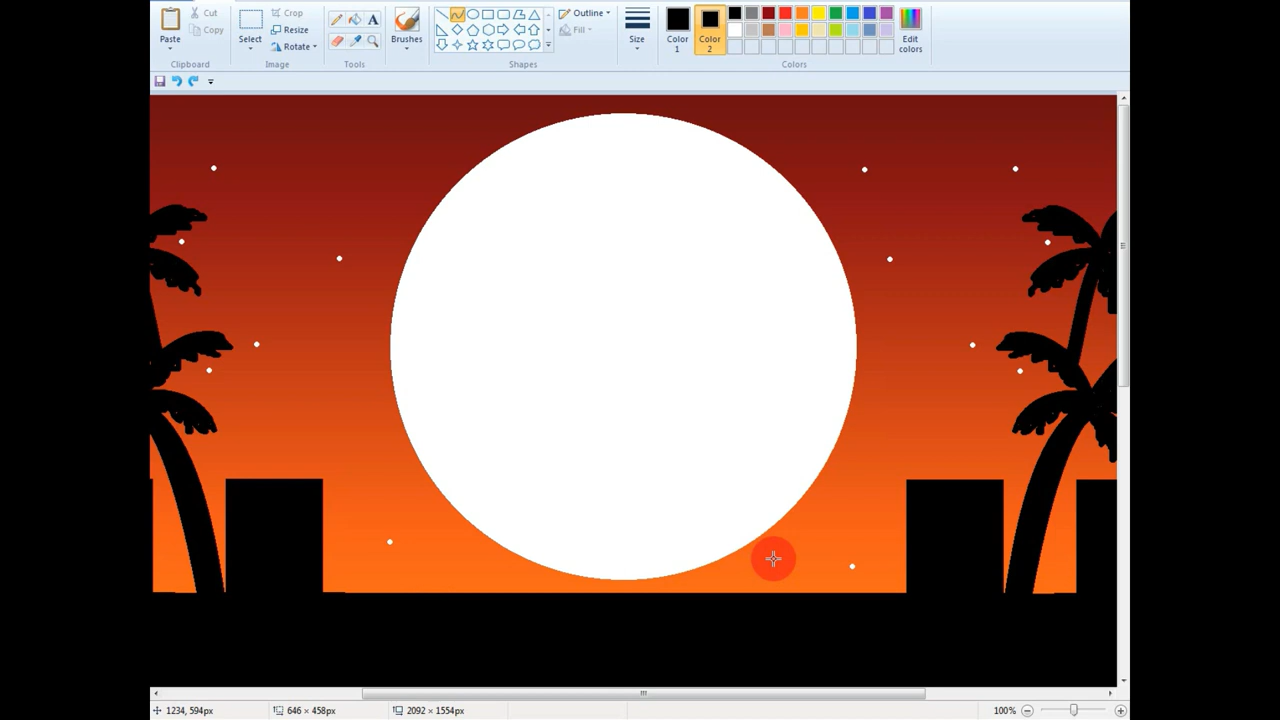 Cut
Crop
Outline
Copy
Resize
Fill
Paste
Select
Rotate
Brushes
Size
Color
1
Color
2
Edit
colors
Clipboard
Image
Tools
Shapes
Colors
1234, 594px
646 × 458px
2092 × 1554px
100%